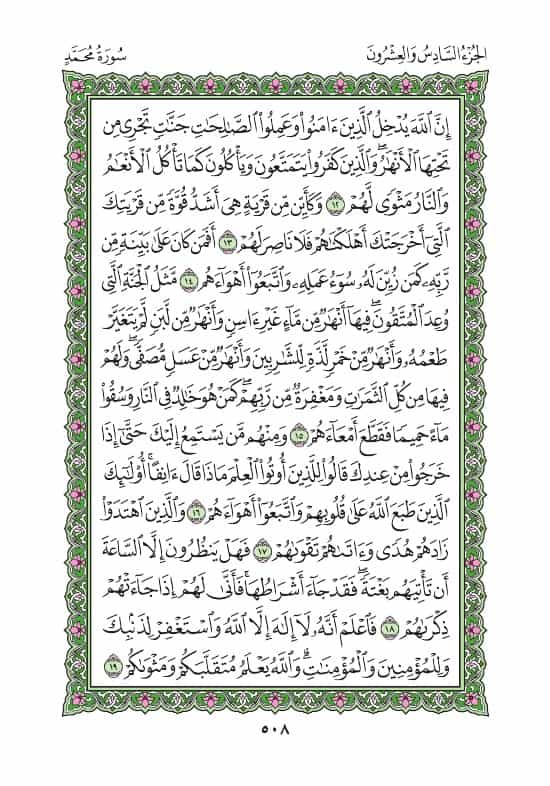 الجُزْءُ السَّادِسُ وَالعِشْرُونَ
سُورَةُ مُحَمَّدٍ
إِنَّ ٱللَّهَ يُدْخِلُ ٱلَّذِينَ ءَامَنُوا۟ وَعَمِلُوا۟ ٱلصَّـٰلِحَـٰتِ جَنَّـٰتٍ تَجْرِى مِن
تَحْتِهَا ٱلْأَنْهَـٰرُ ۖ وَٱلَّذِينَ كَفَرُوا۟ يَتَمَتَّعُونَ وَيَأْكُلُونَ كَمَا تَأْكُلُ ٱلْأَنْعَـٰمُ
وَٱلنَّارُ مَثْوًى لَّهُمْ ١٢ وَكَأَيِّن مِّن قَرْيَةٍ هِىَ أَشَدُّ قُوَّةً مِّن قَرْيَتِكَ
ٱلَّتِىٓ أَخْرَجَتْكَ أَهْلَكْنَـٰهُمْ فَلَا نَاصِرَ لَهُمْ ١٣ أَفَمَن كَانَ عَلَىٰ بَيِّنَةٍ مِّن
رَّبِّهِۦ كَمَن زُيِّنَ لَهُۥ سُوٓءُ عَمَلِهِۦ وَٱتَّبَعُوٓا۟ أَهْوَآءَهُم ١٤ مَّثَلُ ٱلْجَنَّةِ ٱلَّتِى
وُعِدَ ٱلْمُتَّقُونَ ۖ فِيهَآ أَنْهَـٰرٌ مِّن مَّآءٍ غَيْرِ ءَاسِنٍ وَأَنْهَـٰرٌ مِّن لَّبَنٍ لَّمْ يَتَغَيَّرْ
طَعْمُهُۥ وَأَنْهَـٰرٌ مِّنْ خَمْرٍ لَّذَّةٍ لِّلشَّـٰرِبِينَ وَأَنْهَـٰرٌ مِّنْ عَسَلٍ مُّصَفًّى ۖ وَلَهُمْ
فِيهَا مِن كُلِّ ٱلثَّمَرَٰتِ وَمَغْفِرَةٌ مِّن رَّبِّهِمْ ۖ كَمَنْ هُوَ خَـٰلِدٌ فِى ٱلنَّارِ وَسُقُوا۟
مَآءً حَمِيمًا فَقَطَّعَ أَمْعَآءَهُمْ ١٥ وَمِنْهُم مَّن يَسْتَمِعُ إِلَيْكَ حَتَّىٰٓ إِذَا
خَرَجُوا۟ مِنْ عِندِكَ قَالُوا۟ لِلَّذِينَ أُوتُوا۟ ٱلْعِلْمَ مَاذَا قَالَ ءَانِفًا ۚ أُو۟لَـٰٓئِكَ
ٱلَّذِينَ طَبَعَ ٱللَّهُ عَلَىٰ قُلُوبِهِمْ وَٱتَّبَعُوٓا۟ أَهْوَآءَهُمْ ١٦ وَٱلَّذِينَ ٱهْتَدَوْا۟
زَادَهُمْ هُدًى وَءَاتَىٰهُمْ تَقْوَىٰهُمْ ١٧ فَهَلْ يَنظُرُونَ إِلَّا ٱلسَّاعَةَ
أَن تَأْتِيَهُم بَغْتَةً ۖ فَقَدْ جَآءَ أَشْرَاطُهَا ۚ فَأَنَّىٰ لَهُمْ إِذَا جَآءَتْهُمْ
ذِكْرَىٰهُمْ ١٨ فَٱعْلَمْ أَنَّهُۥ لَآ إِلَـٰهَ إِلَّا ٱللَّهُ وَٱسْتَغْفِرْ لِذَنۢبِكَ
وَلِلْمُؤْمِنِينَ وَٱلْمُؤْمِنَـٰتِ ۗ وَٱللَّهُ يَعْلَمُ مُتَقَلَّبَكُمْ وَمَثْوَىٰكُمْ ١٩
٥٠٨